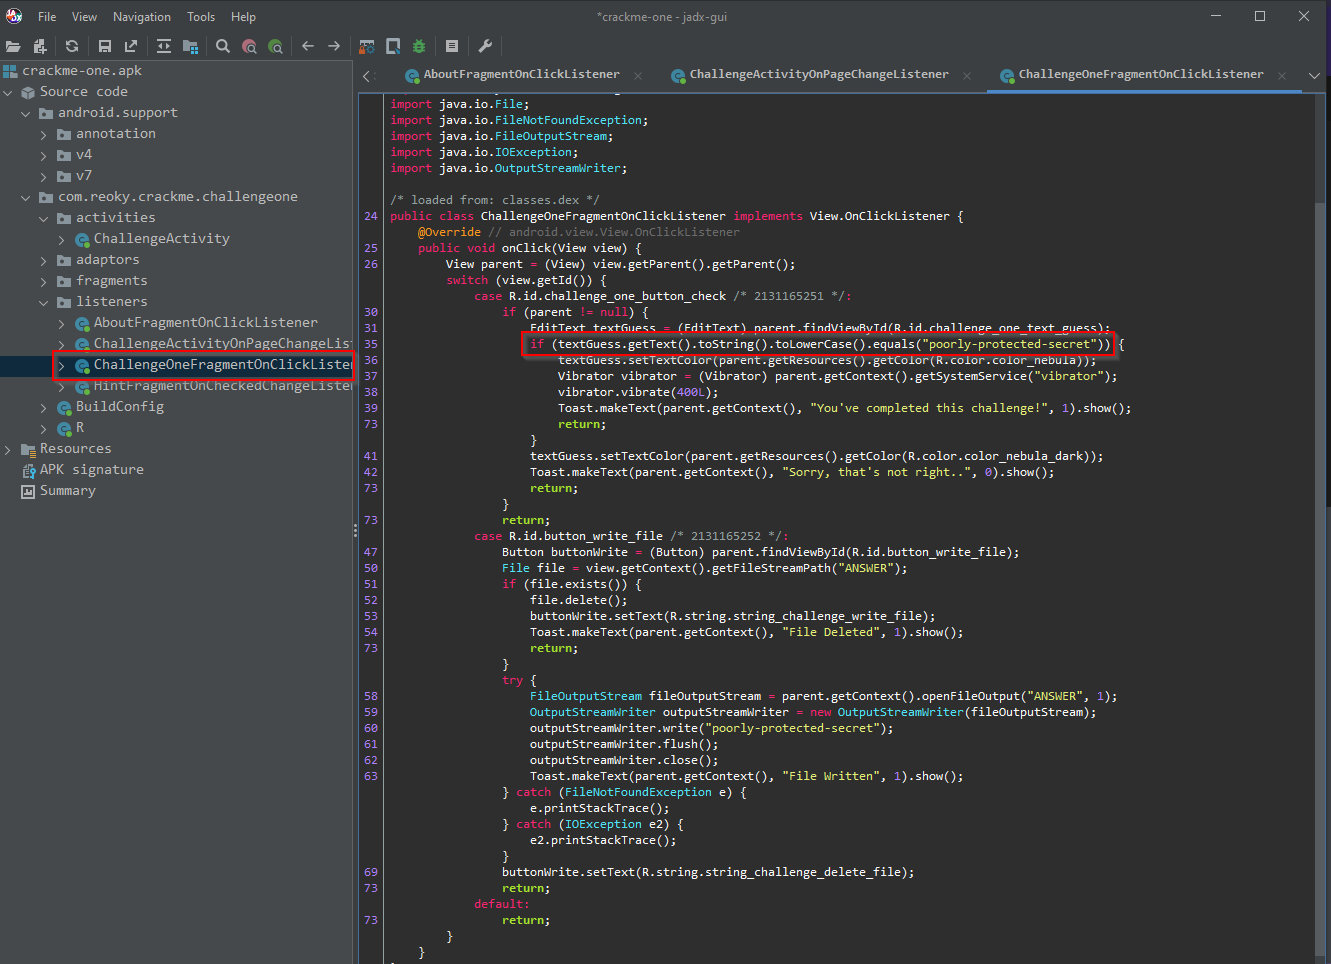 File View Navigation Tools Help
*crackme-one - jadx-gui
crackme-one.apk
Source code
android.support
annotation
v4
v7
com.reoky.crackme.challengeone
activities
ChallengeActivity
adaptors
fragments
listeners
AboutFragmentOnClickListener
ChallengeActivityOnPageChangeLis
ChallengeOneFragmentOnClickListe
HintFragmentOnCheckedChangeListe
BuildConfig
R
Resources
APK signature
Summary
AboutFragmentOnClickListener
ChallengeActivityOnPageChangeListener
ChallengeOneFragmentOnClickListener
import java.io.File;
import java.io.FileNotFoundException;
import java.io.FileOutputStream;
import java.io.IOException;
import java.io.OutputStreamWriter;
/* loaded from: classes.dex */
24 public class ChallengeOneFragmentOnClickListener implements View.OnClickListener {
@Override // android.view.View.OnClickListener
25 public void onClick(View view) {
26 View parent = (View) view.getParent().getParent();
switch (view.getId()) {
case R.id.challenge_one_button_check /* 2131165251 */:
30 if (parent != null) {
31 EditText textGuess = (EditText) parent.findViewById(R.id.challenge_one_text_guess);
35 if (textGuess.getText().toString().toLowerCase().equals("poorly-protected-secret")) {
36 textGuess.setTextColor(parent.getResources().getColor(R.color.color_nebula));
37 Vibrator vibrator = (Vibrator) parent.getContext().getSystemService("vibrator");
38 vibrator.vibrate(400L);
39 Toast.makeText(parent.getContext(), "You've completed this challenge!", 1).show();
73 return;
}
41 textGuess.setTextColor(parent.getResources().getColor(R.color.color_nebula_dark));
42 Toast.makeText(parent.getContext(), "Sorry, that's not right..", 0).show();
73 return;
}
73 return;
case R.id.button_write_file /* 2131165252 */:
47 Button buttonWrite = (Button) parent.findViewById(R.id.button_write_file);
50 File file = view.getContext().getFileStreamPath("ANSWER");
51 if (file.exists()) {
52 file.delete();
53 buttonWrite.setText(R.string.string_challenge_write_file);
54 Toast.makeText(parent.getContext(), "File Deleted", 1).show();
73 return;
}
try {
58 FileOutputStream fileOutputStream = parent.getContext().openFileOutput("ANSWER", 1);
59 OutputStreamWriter outputStreamWriter = new OutputStreamWriter(fileOutputStream);
60 outputStreamWriter.write("poorly-protected-secret");
61 outputStreamWriter.flush();
62 outputStreamWriter.close();
63 Toast.makeText(parent.getContext(), "File Written", 1).show();
} catch (FileNotFoundException e) {
e.printStackTrace();
} catch (IOException e2) {
e2.printStackTrace();
}
69 buttonWrite.setText(R.string.string_challenge_delete_file);
73 return;
default:
73 return;
}
}